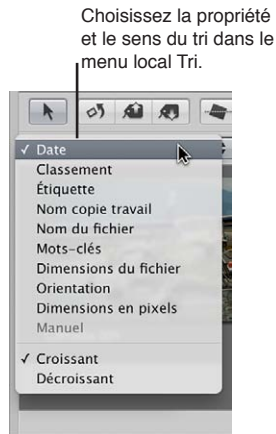 Choisissez la propriété
et le sens du tri dans le
menu local Tri.
✓ Date
Classement
Étiquette
Nom copie travail
Nom du fichier
Mots-clés
Dimensions du fichier
Orientation
Dimensions en pixels
Manuel
✓ Croissant
Décroissant